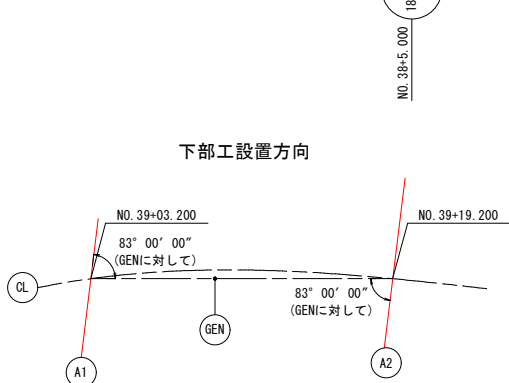 18
NO.38+5.000
下部工設置方向
NO.39+03.200
NO.39+19.200
83° 00′ 00″
(GENに対して)
CL
83° 00′ 00″
(GENに対して)
GEN
A1
A2